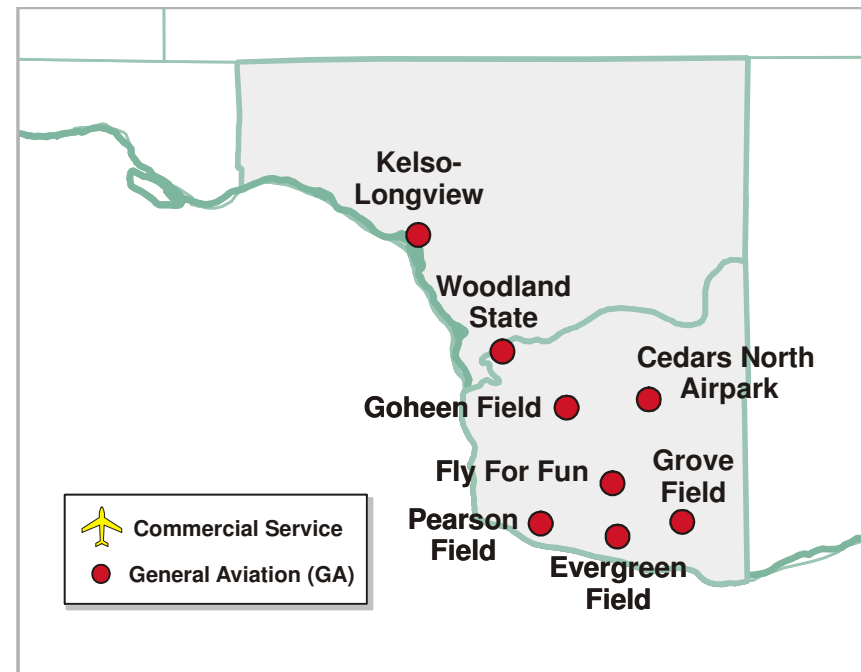 Kelso-
Longview
Woodland
State
Cedars North
Airpark
Goheen Field
Fly For Fun
Grove
Field
Pearson
Field
Evergreen
Field
Commercial Service
General Aviation (GA)